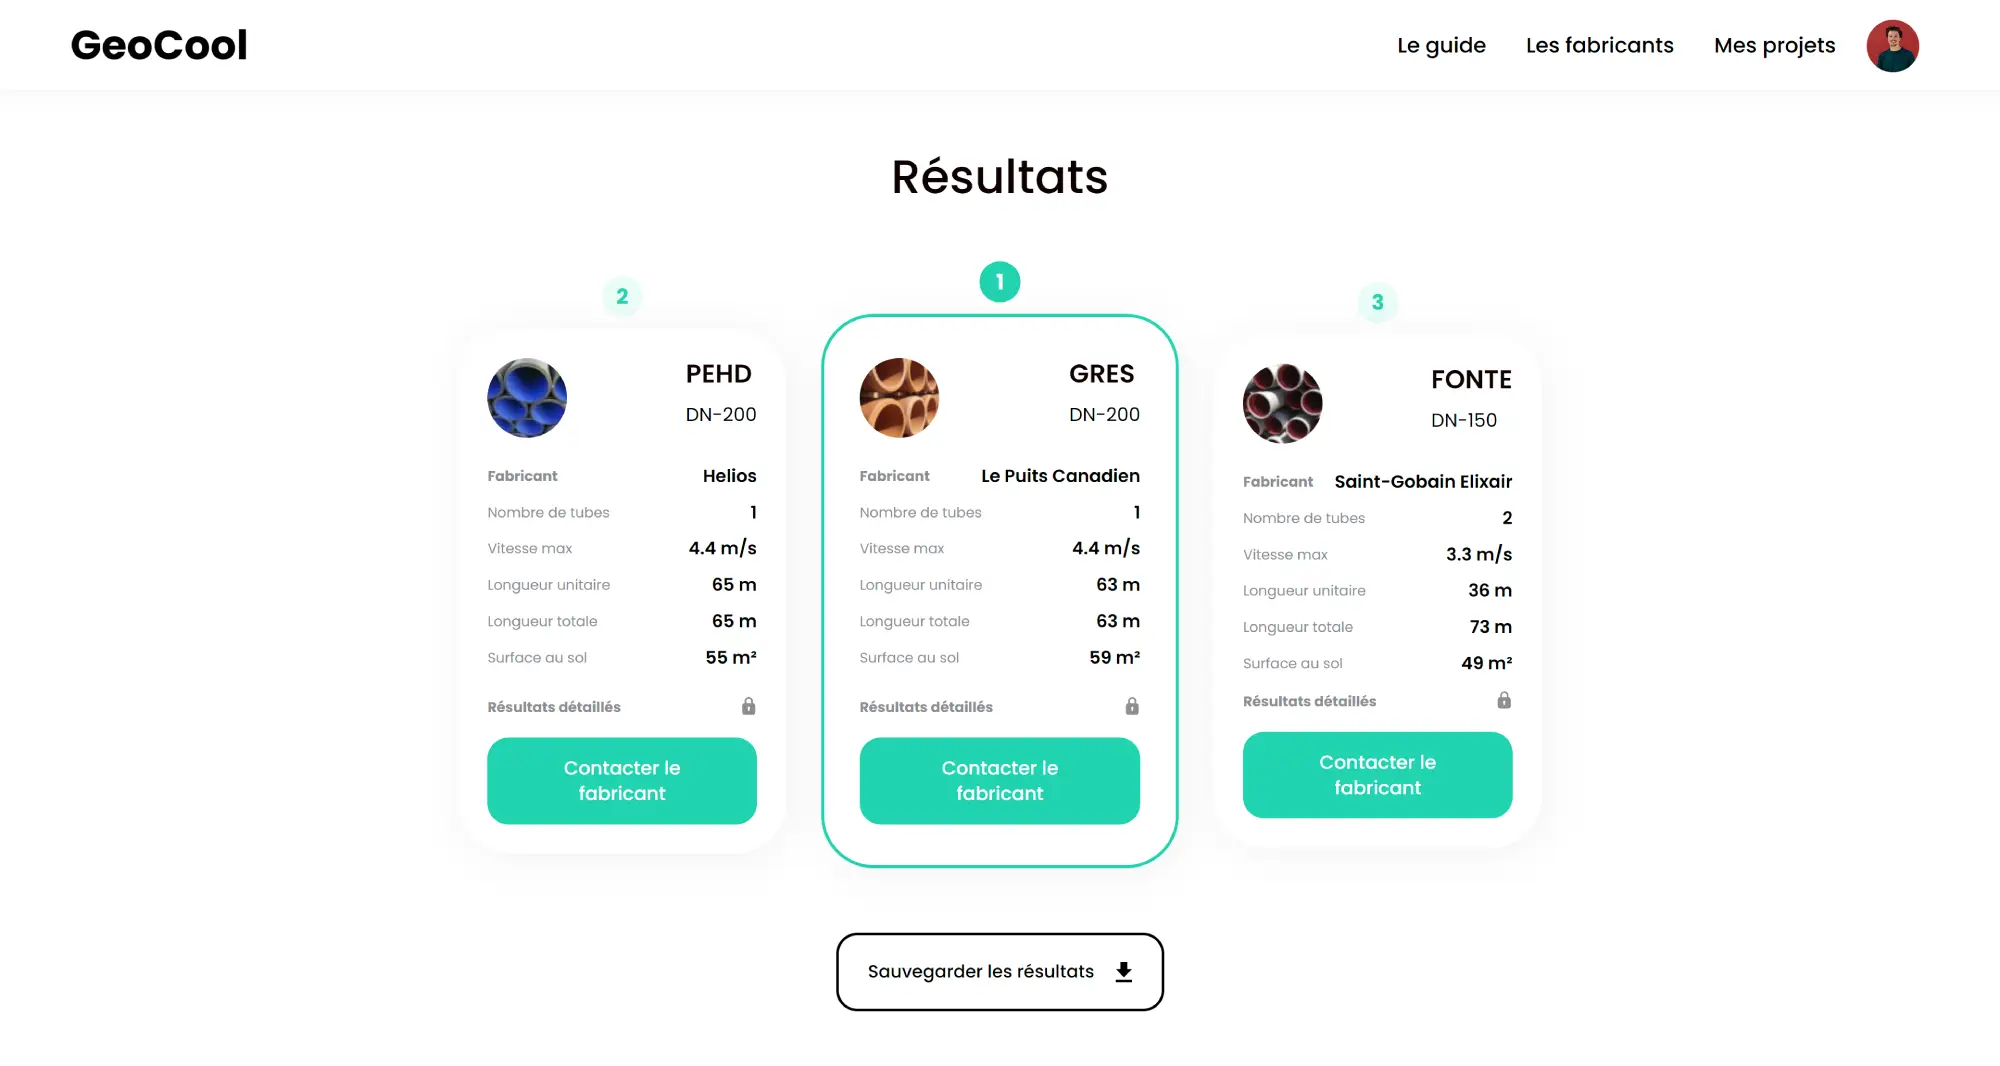 GeoCool
Le guide
Les fabricants
Mes projets
Résultats
2
PEHD
DN-200
Fabricant Helios
Nombre de tubes 1
Vitesse max 4.4 m/s
Longueur unitaire 65 m
Longueur totale 65 m
Surface au sol 55 m²
Résultats détaillés
Contacter le
fabricant
1
GRES
DN-200
Fabricant Le Puits Canadien
Nombre de tubes 1
Vitesse max 4.4 m/s
Longueur unitaire 63 m
Longueur totale 63 m
Surface au sol 59 m²
Résultats détaillés
Contacter le
fabricant
3
FONTE
DN-150
Fabricant Saint-Gobain Elixair
Nombre de tubes 2
Vitesse max 3.3 m/s
Longueur unitaire 36 m
Longueur totale 73 m
Surface au sol 49 m²
Résultats détaillés
Contacter le
fabricant
Sauvegarder les résultats